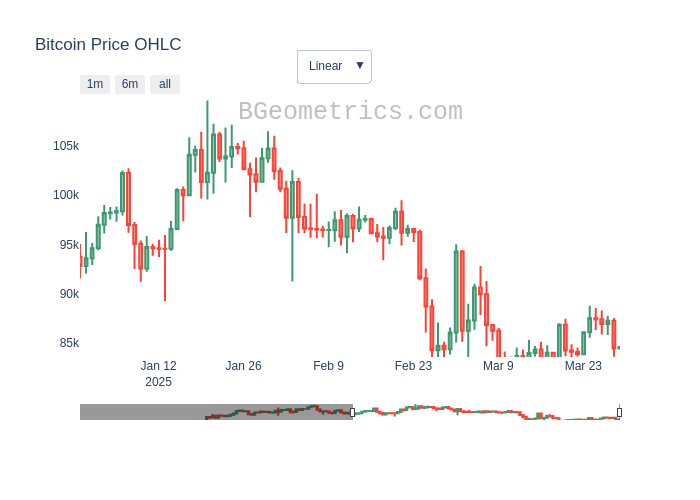 Bitcoin Price OHLC
Linear ▼
1m 6m all
BGeometrics.com
105k
100k
95k
90k
85k
Jan 12 Jan 26 Feb 9 Feb 23 Mar 9 Mar 23
2025